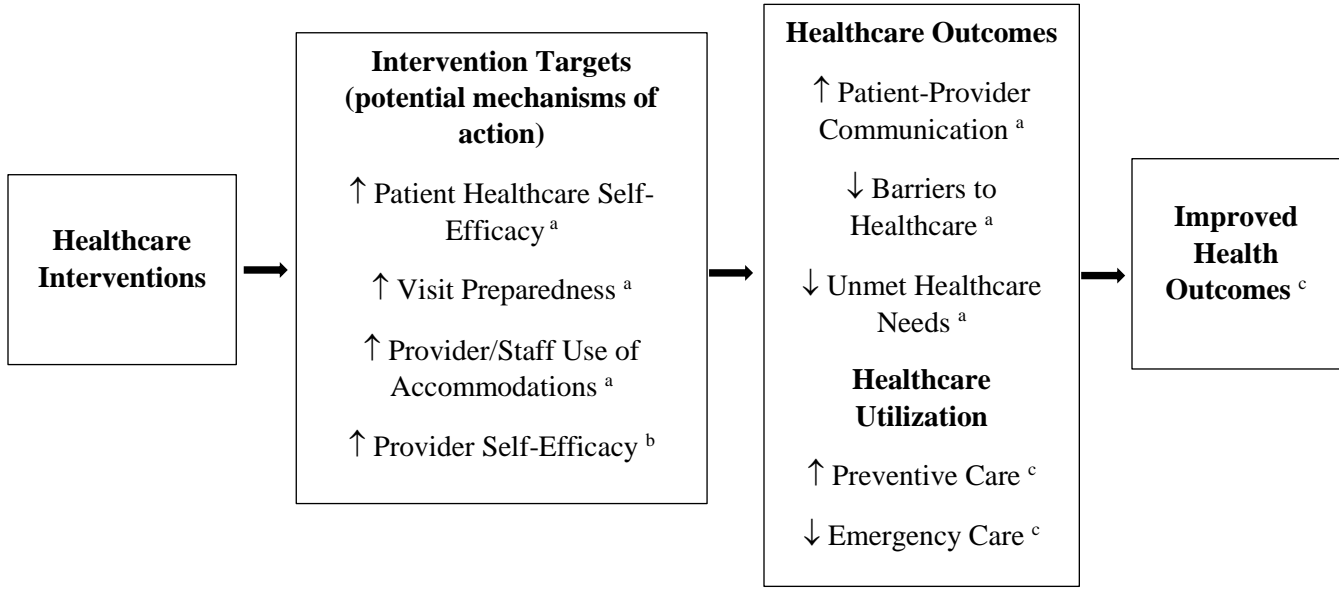 Healthcare
Interventions
Intervention Targets
(potential mechanisms of
action)
↑ Patient Healthcare Self-
Efficacy ᵃ
↑ Visit Preparedness ᵃ
↑ Provider/Staff Use of
Accommodations ᵃ
↑ Provider Self-Efficacy ᵇ
Healthcare Outcomes
↑ Patient-Provider
Communication ᵃ
↓ Barriers to
Healthcare ᵃ
↓ Unmet Healthcare
Needs ᵃ
Healthcare
Utilization
↑ Preventive Care ᶜ
↓ Emergency Care ᶜ
Improved
Health
Outcomes ᶜ